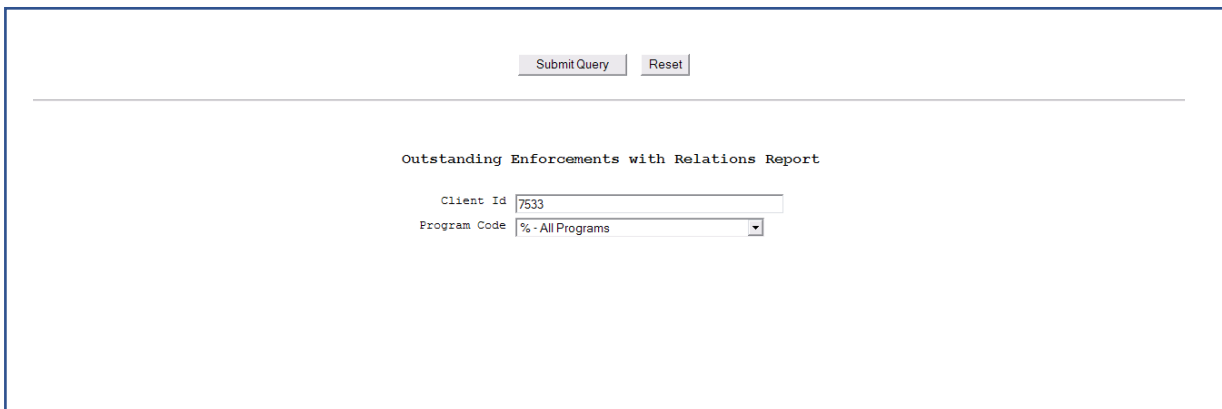 Submit Query Reset
Outstanding Enforcements with Relations Report
Client Id 7533
Program Code % - All Programs